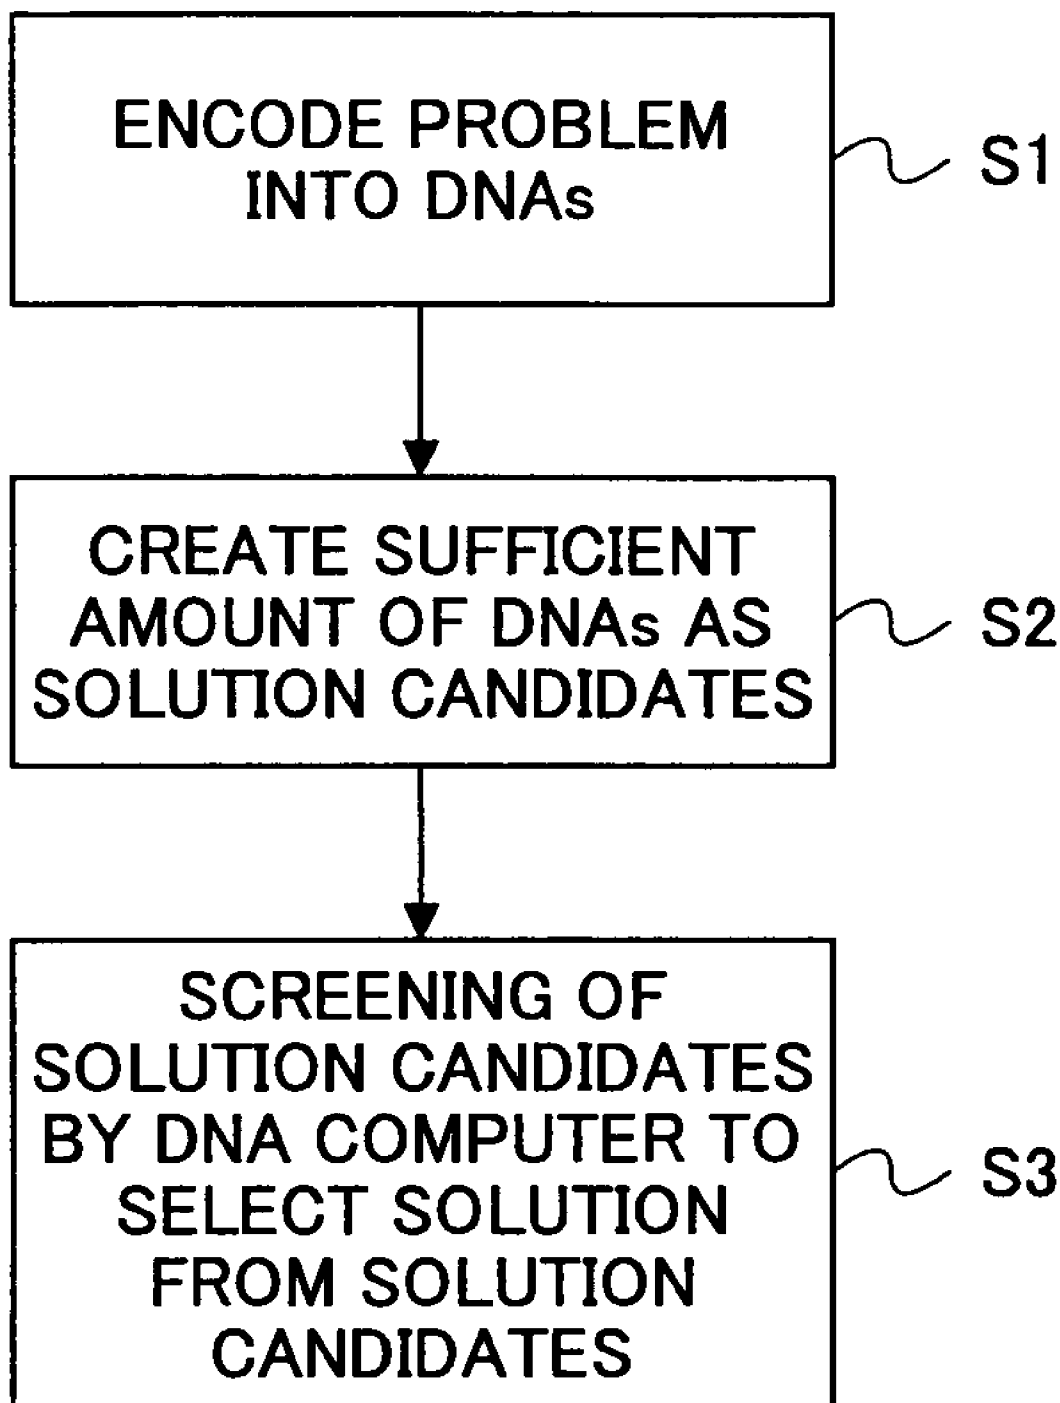 ENCODE PROBLEM
INTO DNAs
S1
CREATE SUFFICIENT
AMOUNT OF DNAs AS
SOLUTION CANDIDATES
S2
SCREENING OF
SOLUTION CANDIDATES
BY DNA COMPUTER TO
SELECT SOLUTION
FROM SOLUTION
CANDIDATES
S3